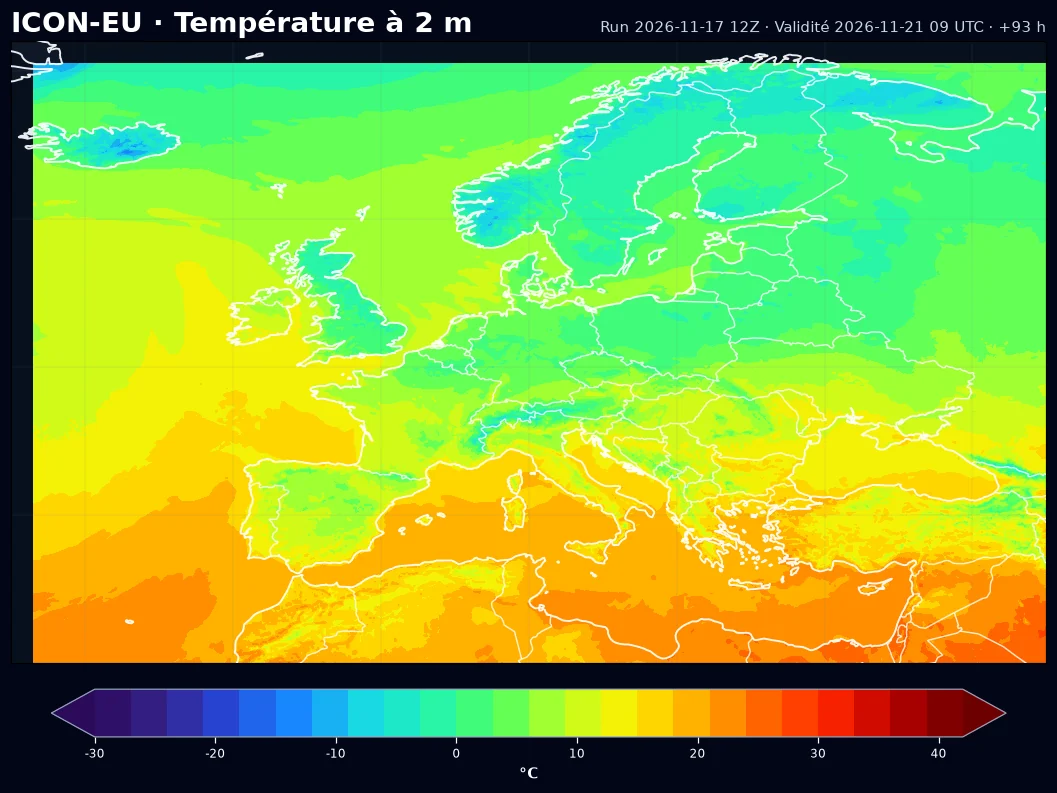 ICON-EU · Température à 2 m
Run 2026-11-17 12Z · Validité 2026-11-21 09 UTC · +93 h
-30 -20 -10 0 10 20 30 40
°C